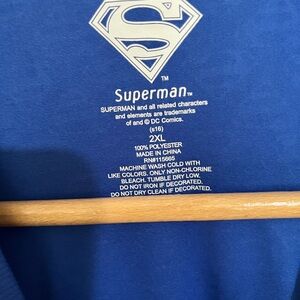 S
TM
Superman TM
SUPERMAN and all related characters
and elements are trademarks
of and © DC Comics.
(s16)
2XL
100% POLYESTER
MADE IN CHINA
RN#115665
MACHINE WASH COLD WITH
LIKE COLORS. ONLY NON-CHLORINE
BLEACH. TUMBLE DRY LOW.
DO NOT IRON IF DECORATED.
DO NOT DRY CLEAN IF DECORATED.